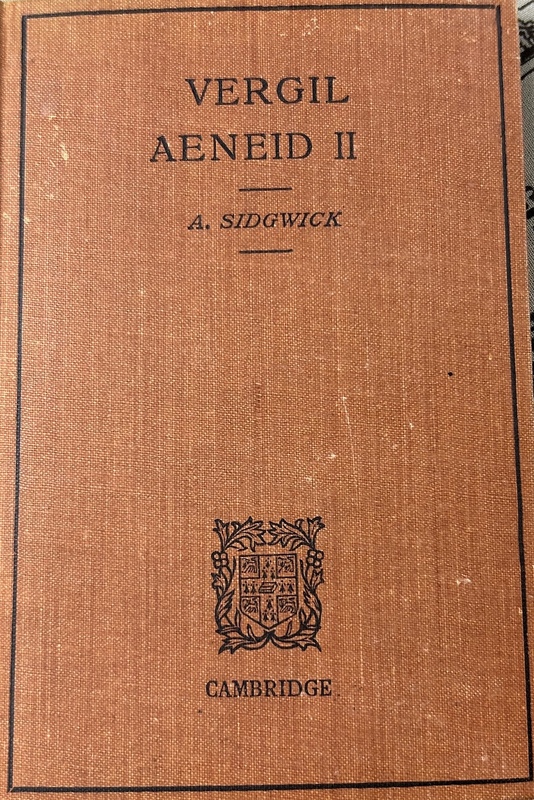 VERGIL
AENEID II
A. SIDGWICK
CAMBRIDGE